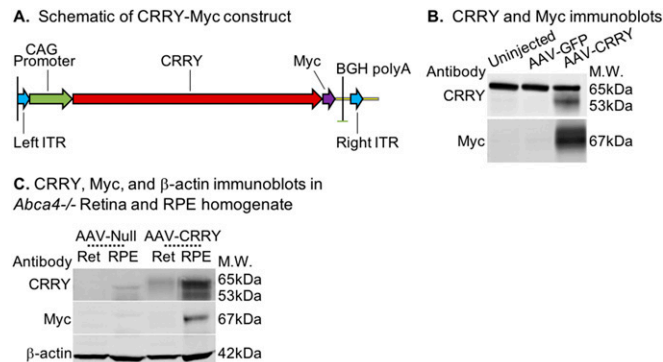 A. Schematic of CRRY-Myc construct
CAG
Promoter
CRRY
Myc
BGH polyA
Left ITR
Right ITR
B. CRRY and Myc immunoblots
Uninjected
AAV-GFP
AAV-CRRY
Antibody
M.W.
CRRY
65kDa
53kDa
Myc
67kDa
C. CRRY, Myc, and β-actin immunoblots in
Abca4-/- Retina and RPE homogenate
AAV-Null AAV-CRRY
Antibody Ret RPE Ret RPE M.W.
CRRY
65kDa
53kDa
Myc
67kDa
β-actin
42kDa